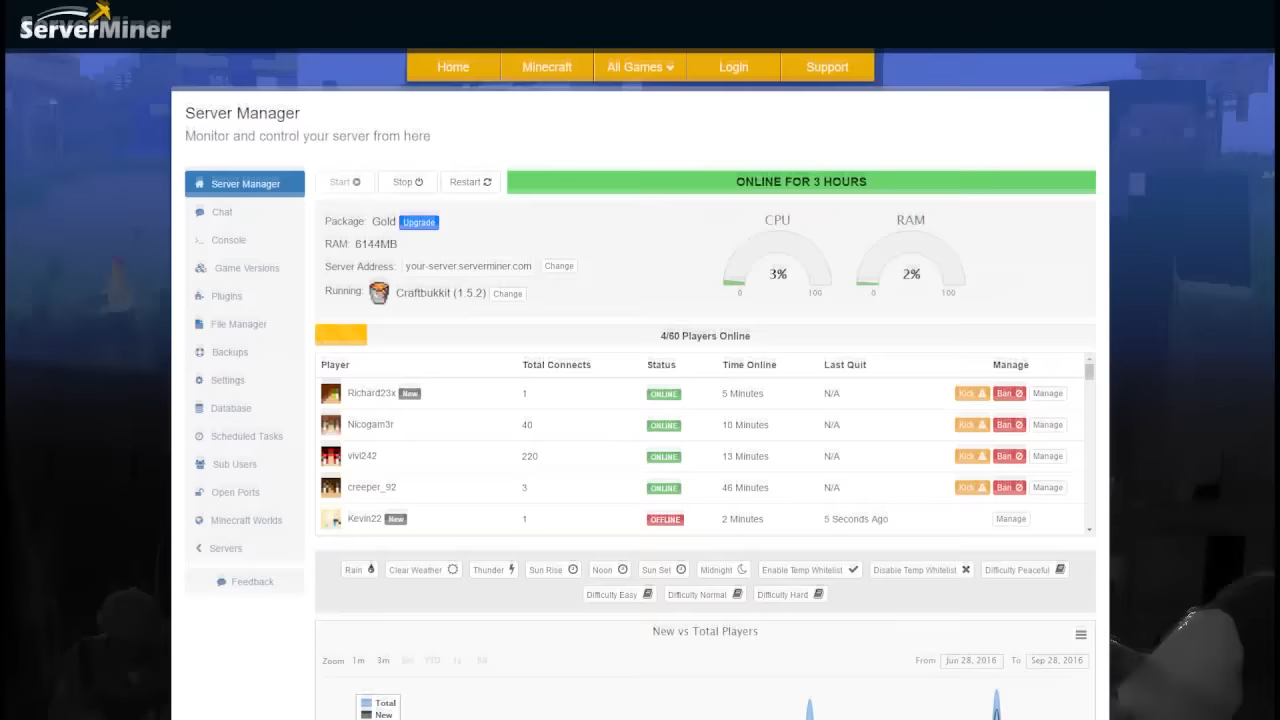 ServerMiner
Home Minecraft All Games Login Support
Server Manager
Monitor and control your server from here
Server Manager
Chat
Console
Game Versions
Plugins
File Manager
Backups
Settings
Database
Scheduled Tasks
Sub Users
Open Ports
Minecraft Worlds
Servers
Feedback
Start Stop Restart ONLINE FOR 3 HOURS
Package: Gold Upgrade
RAM: 6144MB
Server Address: your-server.serverminer.com Change
Running: Craftbukkit (1.5.2) Change
CPU RAM
3% 2%
0 100 0 100
4/60 Players Online
Player Total Connects Status Time Online Last Quit Manage
Richard23x New 1 ONLINE 5 Minutes N/A Kick Ban Manage
Nicogam3r 40 ONLINE 10 Minutes N/A Kick Ban Manage
vivi242 220 ONLINE 13 Minutes N/A Kick Ban Manage
creeper_92 3 ONLINE 46 Minutes N/A Kick Ban Manage
Kevin22 New 1 OFFLINE 2 Minutes 5 Seconds Ago Manage
Rain Clear Weather Thunder Sun Rise Noon Sun Set Midnight Enable Temp Whitelist Disable Temp Whitelist Difficulty Peaceful
Difficulty Easy Difficulty Normal Difficulty Hard
New vs Total Players
Zoom 1m 3m 6m YTD 1y All From Jun 28, 2016 To Sep 28, 2016
Total
New